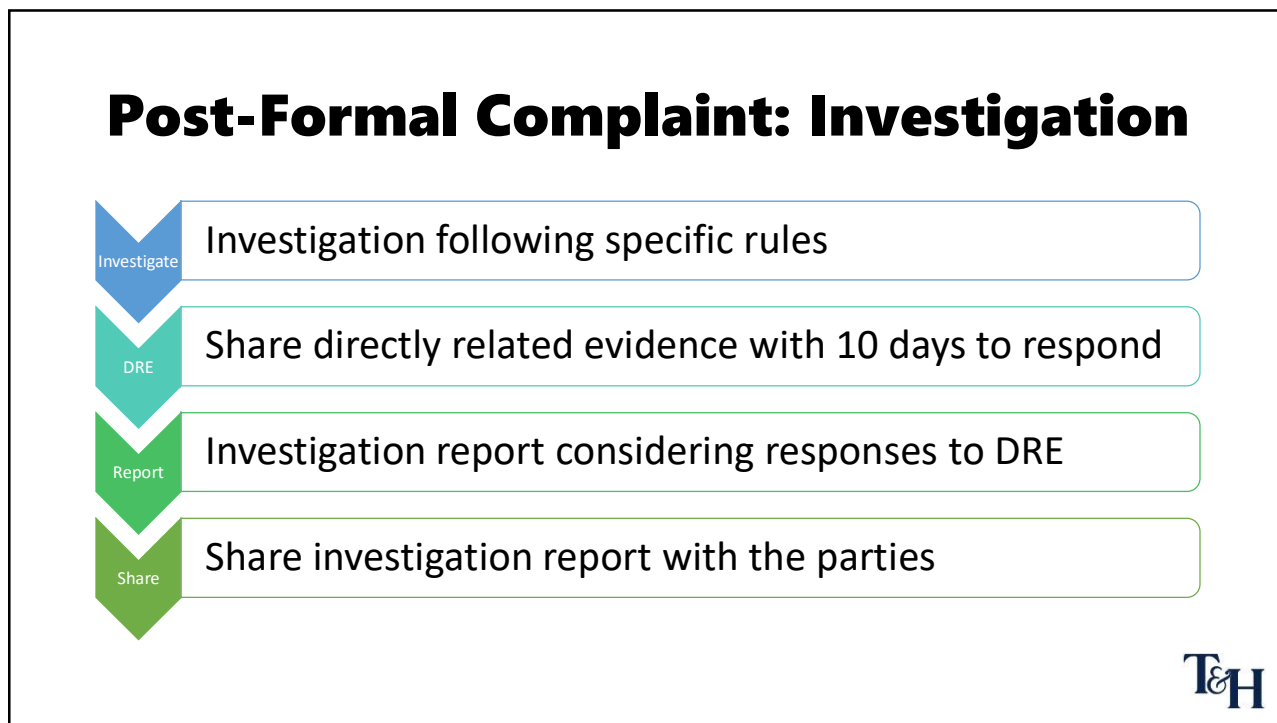 Post-Formal Complaint: Investigation
Investigate
Investigation following specific rules
DRE
Share directly related evidence with 10 days to respond
Report
Investigation report considering responses to DRE
Share
Share investigation report with the parties
T&H